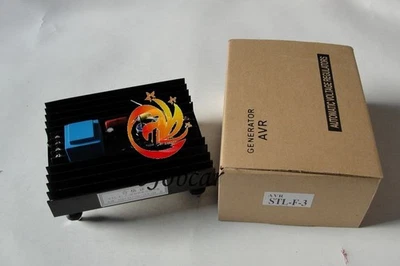 GENERATOR
AVR
AUTOMATIC VOLTAGE REGULATORS
AVR
STL-F-3